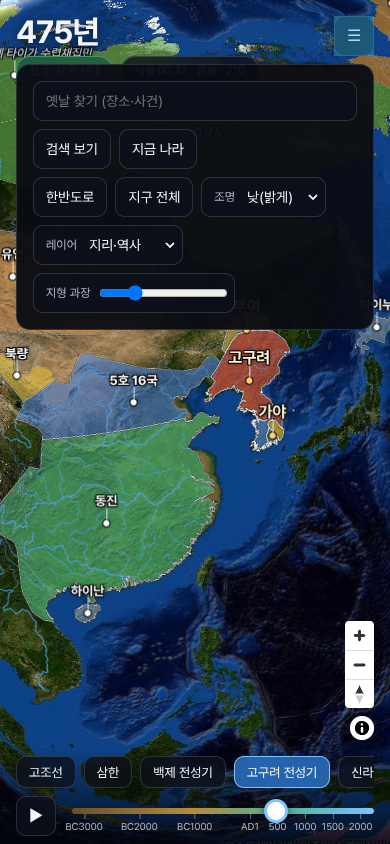 475년
☰
옛날 찾기 (장소·사건)
검색 보기
지금 나라
한반도로
지구 전체
조명 낮(밝게)
레이어 지리·역사
지형 과장
고구려
북량
5호 16국
가야
동진
하이난
고조선
삼한
백제 전성기
고구려 전성기
신라
BC3000 BC2000 BC1000 AD1 500 1000 1500 2000